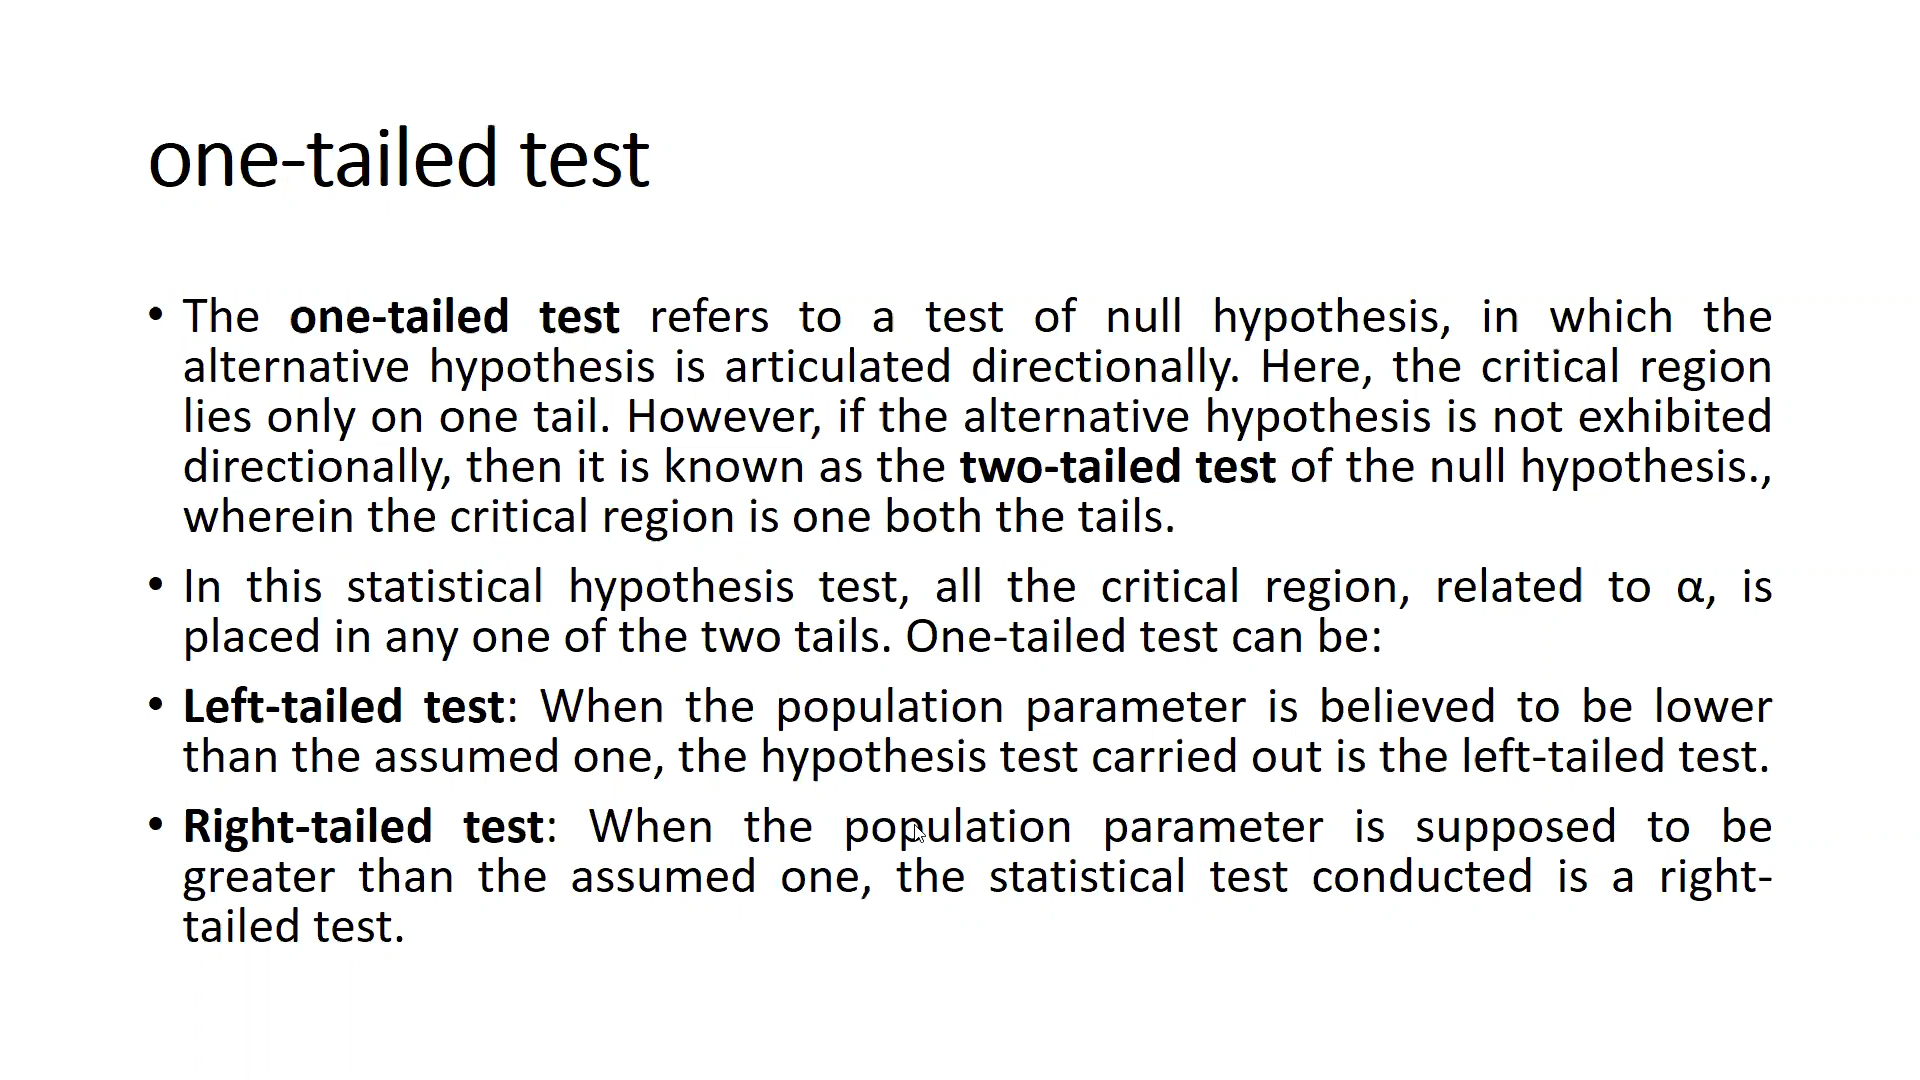 one-tailed test
• The one-tailed test refers to a test of null hypothesis, in which the
alternative hypothesis is articulated directionally. Here, the critical region
lies only on one tail. However, if the alternative hypothesis is not exhibited
directionally, then it is known as the two-tailed test of the null hypothesis.,
wherein the critical region is one both the tails.
• In this statistical hypothesis test, all the critical region, related to α, is
placed in any one of the two tails. One-tailed test can be:
• Left-tailed test: When the population parameter is believed to be lower
than the assumed one, the hypothesis test carried out is the left-tailed test.
• Right-tailed test: When the population parameter is supposed to be
greater than the assumed one, the statistical test conducted is a right-
tailed test.